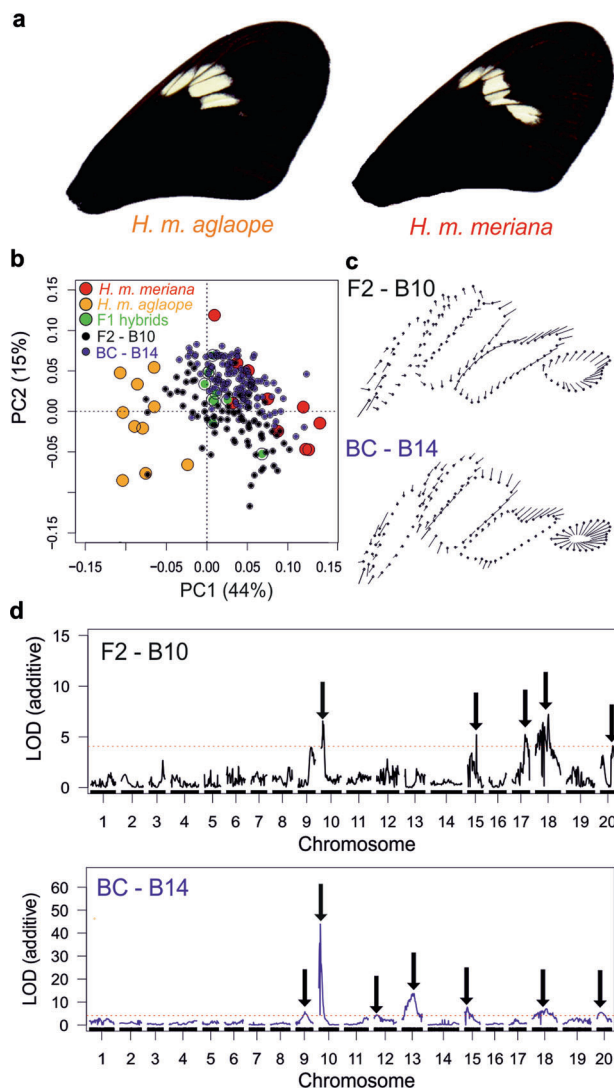 a
H. m. aglaope
H. m. meriana
b
H. m. meriana
H. m. aglaope
F1 hybrids
F2 - B10
BC - B14
PC2 (15%)
0.15
0.10
0.05
0.00
−0.05
−0.15
−0.15
−0.05
0.00
0.05
0.10
0.15
PC1 (44%)
c
F2 - B10
BC - B14
d
F2 - B10
LOD (additive)
15
10
5
0
1 2 3 4 5 6 7 8 9 10 11 12 13 14 15 16 17 18 19 20
Chromosome
BC - B14
LOD (additive)
60
50
40
30
20
10
0
1 2 3 4 5 6 7 8 9 10 11 12 13 14 15 16 17 18 19 20
Chromosome